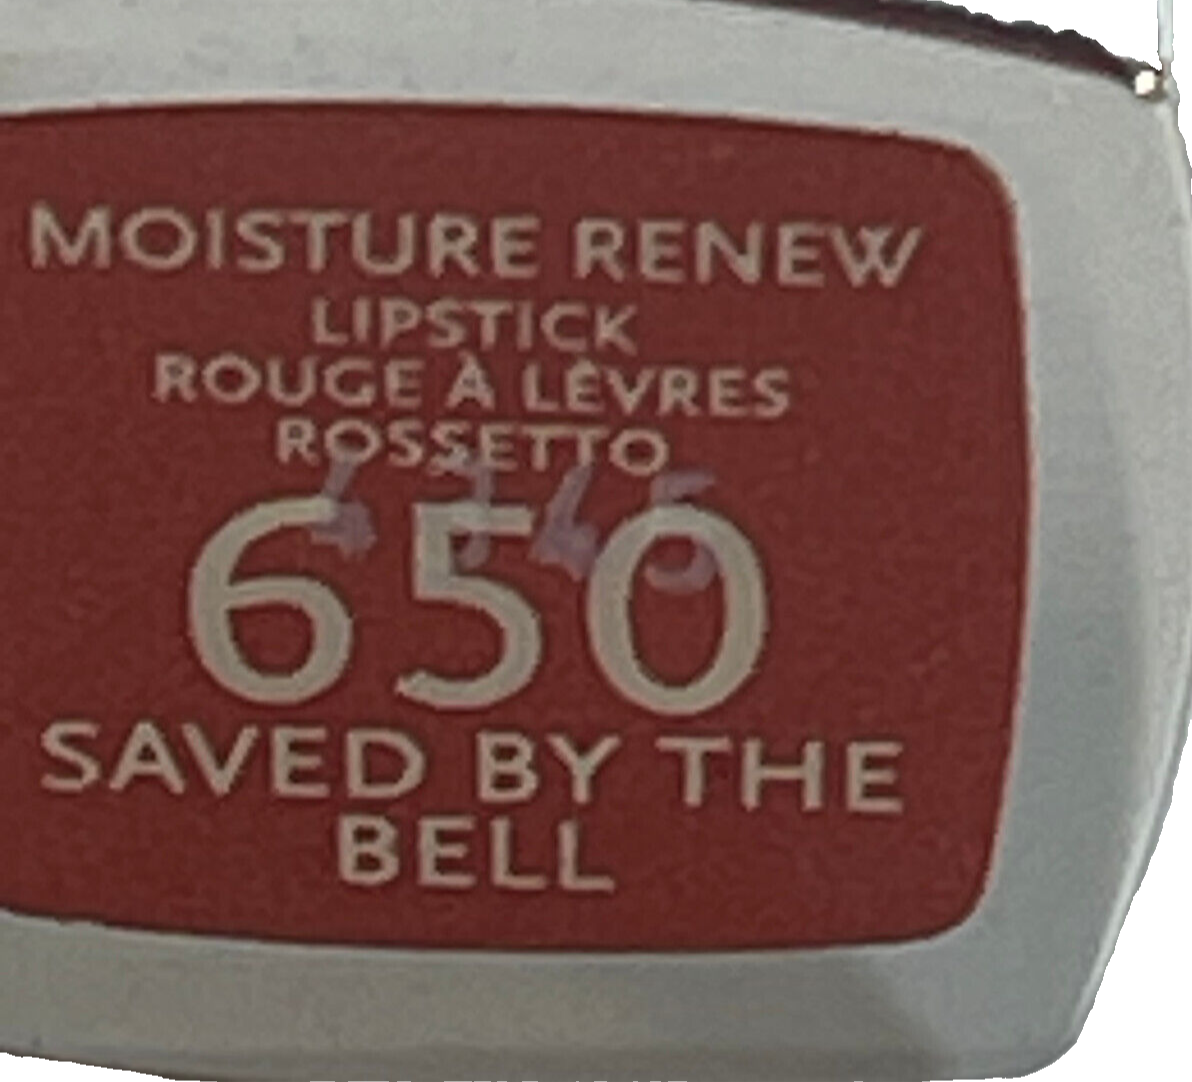 MOISTURE RENEW
LIPSTICK
ROUGE À LÈVRES
ROSSETTO
650
SAVED BY THE
BELL